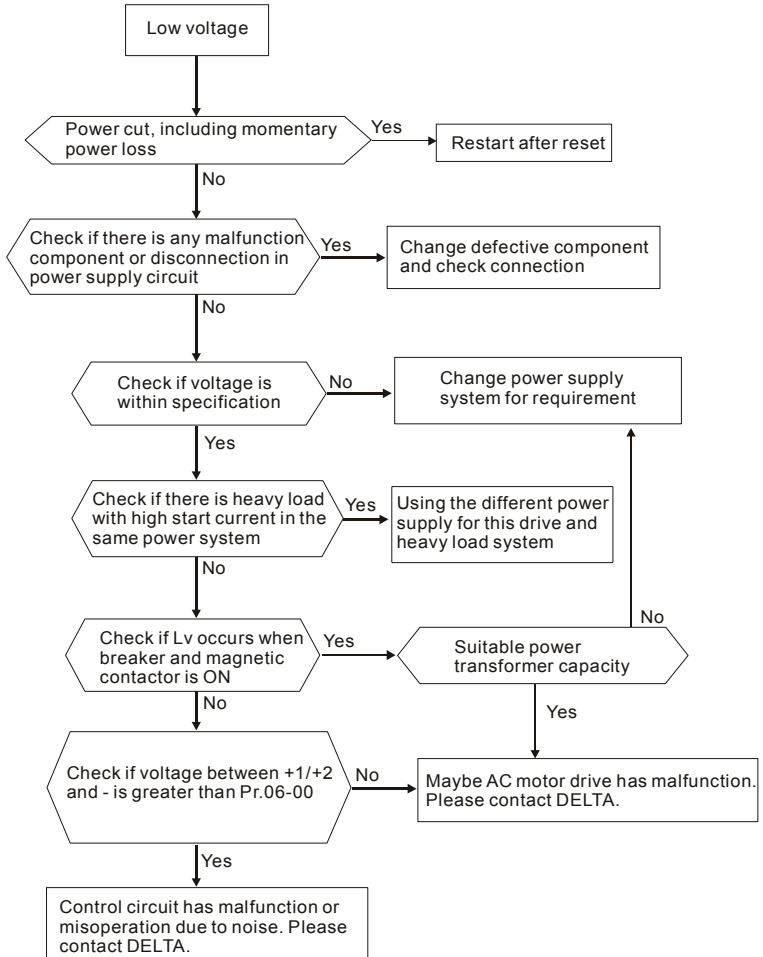 Low voltage
Power cut, including momentary
power loss
Yes
Restart after reset
No
Check if there is any malfunction
component or disconnection in
power supply circuit
Yes
Change defective component
and check connection
No
Check if voltage is
within specification
No
Change power supply
system for requirement
Yes
Check if there is heavy load
with high start current in the
same power system
Yes
Using the different power
supply for this drive and
heavy load system
No
Check if Lv occurs when
breaker and magnetic
contactor is ON
Yes
Suitable power
transformer capacity
No
No
Yes
Check if voltage between +1/+2
and - is greater than Pr.06-00
No
Maybe AC motor drive has malfunction.
Please contact DELTA.
Yes
Control circuit has malfunction or
misoperation due to noise. Please
contact DELTA.